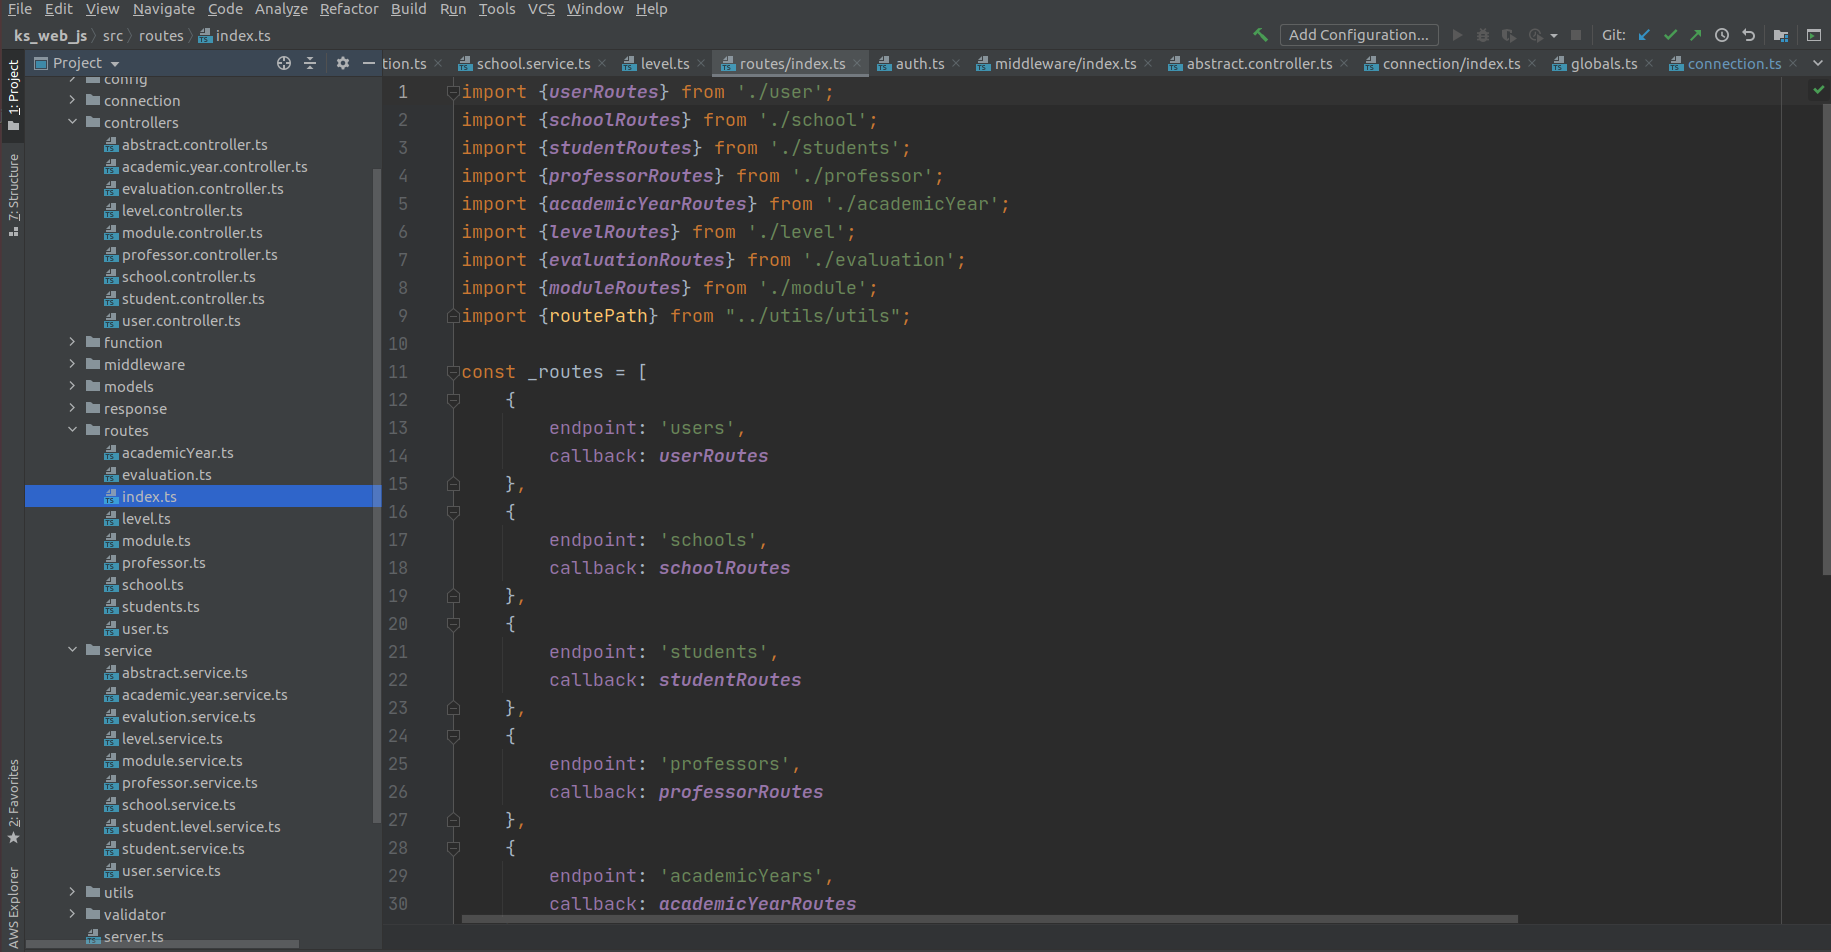 File Edit View Navigate Code Analyze Refactor Build Run Tools VCS Window Help
ks_web_js src routes index.ts Add Configuration... Git:
Project tion.ts school.service.ts level.ts routes/index.ts auth.ts middleware/index.ts abstract.controller.ts connection/index.ts globals.ts connection.ts
1: Project
7: Structure
2: Favorites
AWS Explorer
config
connection
controllers
abstract.controller.ts
academic.year.controller.ts
evaluation.controller.ts
level.controller.ts
module.controller.ts
professor.controller.ts
school.controller.ts
student.controller.ts
user.controller.ts
function
middleware
models
response
routes
academicYear.ts
evaluation.ts
index.ts
level.ts
module.ts
professor.ts
school.ts
students.ts
user.ts
service
abstract.service.ts
academic.year.service.ts
evalution.service.ts
level.service.ts
module.service.ts
professor.service.ts
school.service.ts
student.level.service.ts
student.service.ts
user.service.ts
utils
validator
server.ts
1 import {userRoutes} from './user';
2 import {schoolRoutes} from './school';
3 import {studentRoutes} from './students';
4 import {professorRoutes} from './professor';
5 import {academicYearRoutes} from './academicYear';
6 import {levelRoutes} from './level';
7 import {evaluationRoutes} from './evaluation';
8 import {moduleRoutes} from './module';
9 import {routePath} from "../utils/utils";
10
11 const _routes = [
12 {
13 endpoint: 'users',
14 callback: userRoutes
15 },
16 {
17 endpoint: 'schools',
18 callback: schoolRoutes
19 },
20 {
21 endpoint: 'students',
22 callback: studentRoutes
23 },
24 {
25 endpoint: 'professors',
26 callback: professorRoutes
27 },
28 {
29 endpoint: 'academicYears',
30 callback: academicYearRoutes